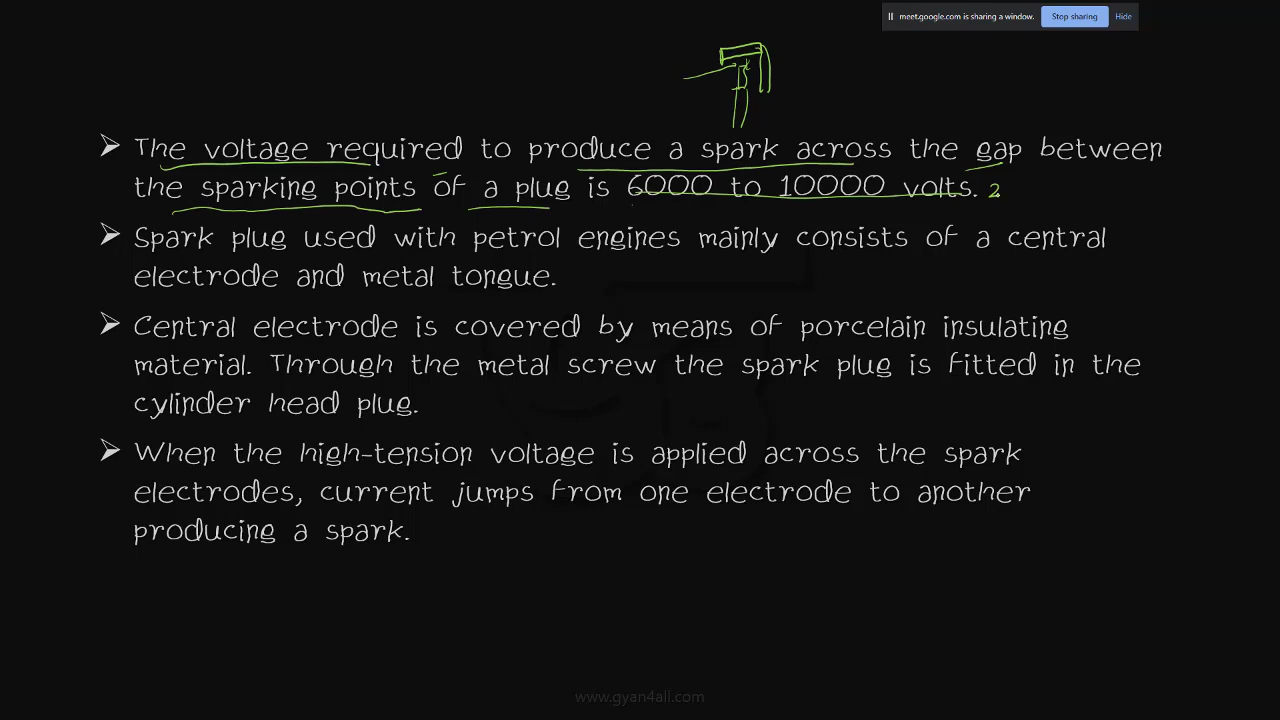 meet.google.com is sharing a window. Stop sharing Hide
➤ The voltage required to produce a spark across the gap between
the sparking points of a plug is 6000 to 10000 volts. 2
➤ Spark plug used with petrol engines mainly consists of a central
electrode and metal tongue.
➤ Central electrode is covered by means of porcelain insulating
material. Through the metal screw the spark plug is fitted in the
cylinder head plug.
➤ When the high-tension voltage is applied across the spark
electrodes, current jumps from one electrode to another
producing a spark.
www.gyan4all.com